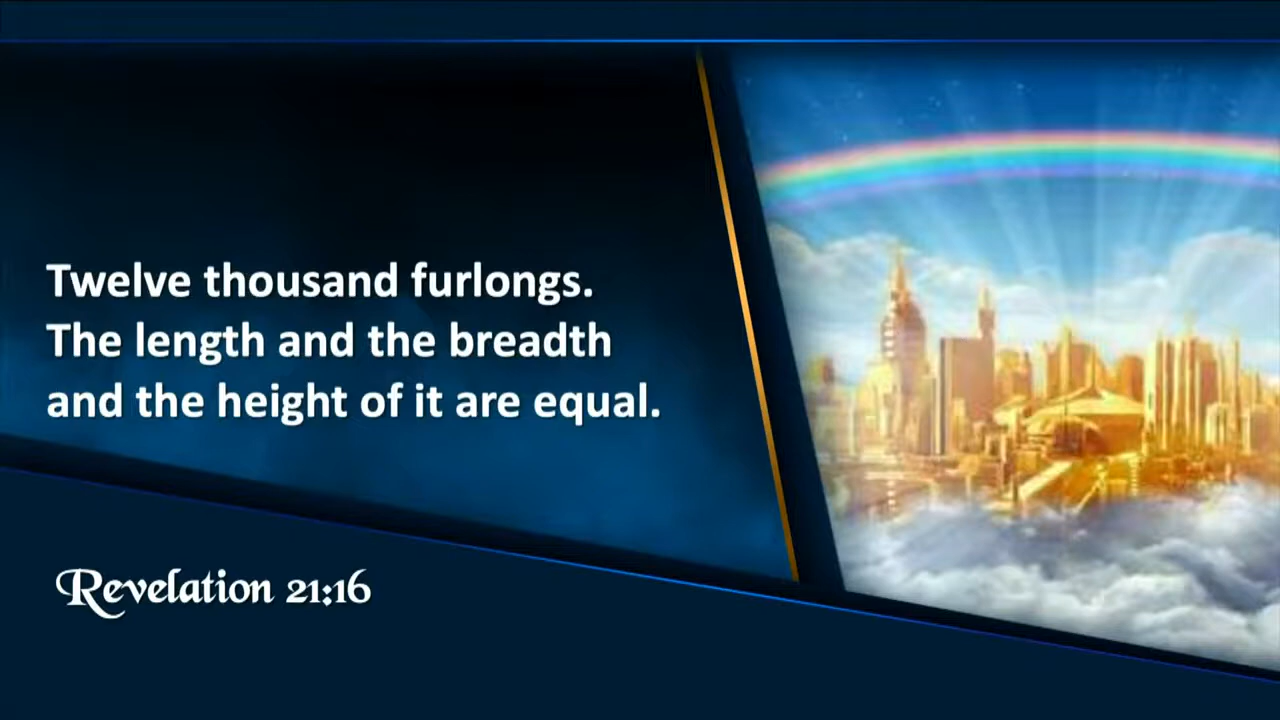 Twelve thousand furlongs.
The length and the breadth
and the height of it are equal.
Revelation 21:16